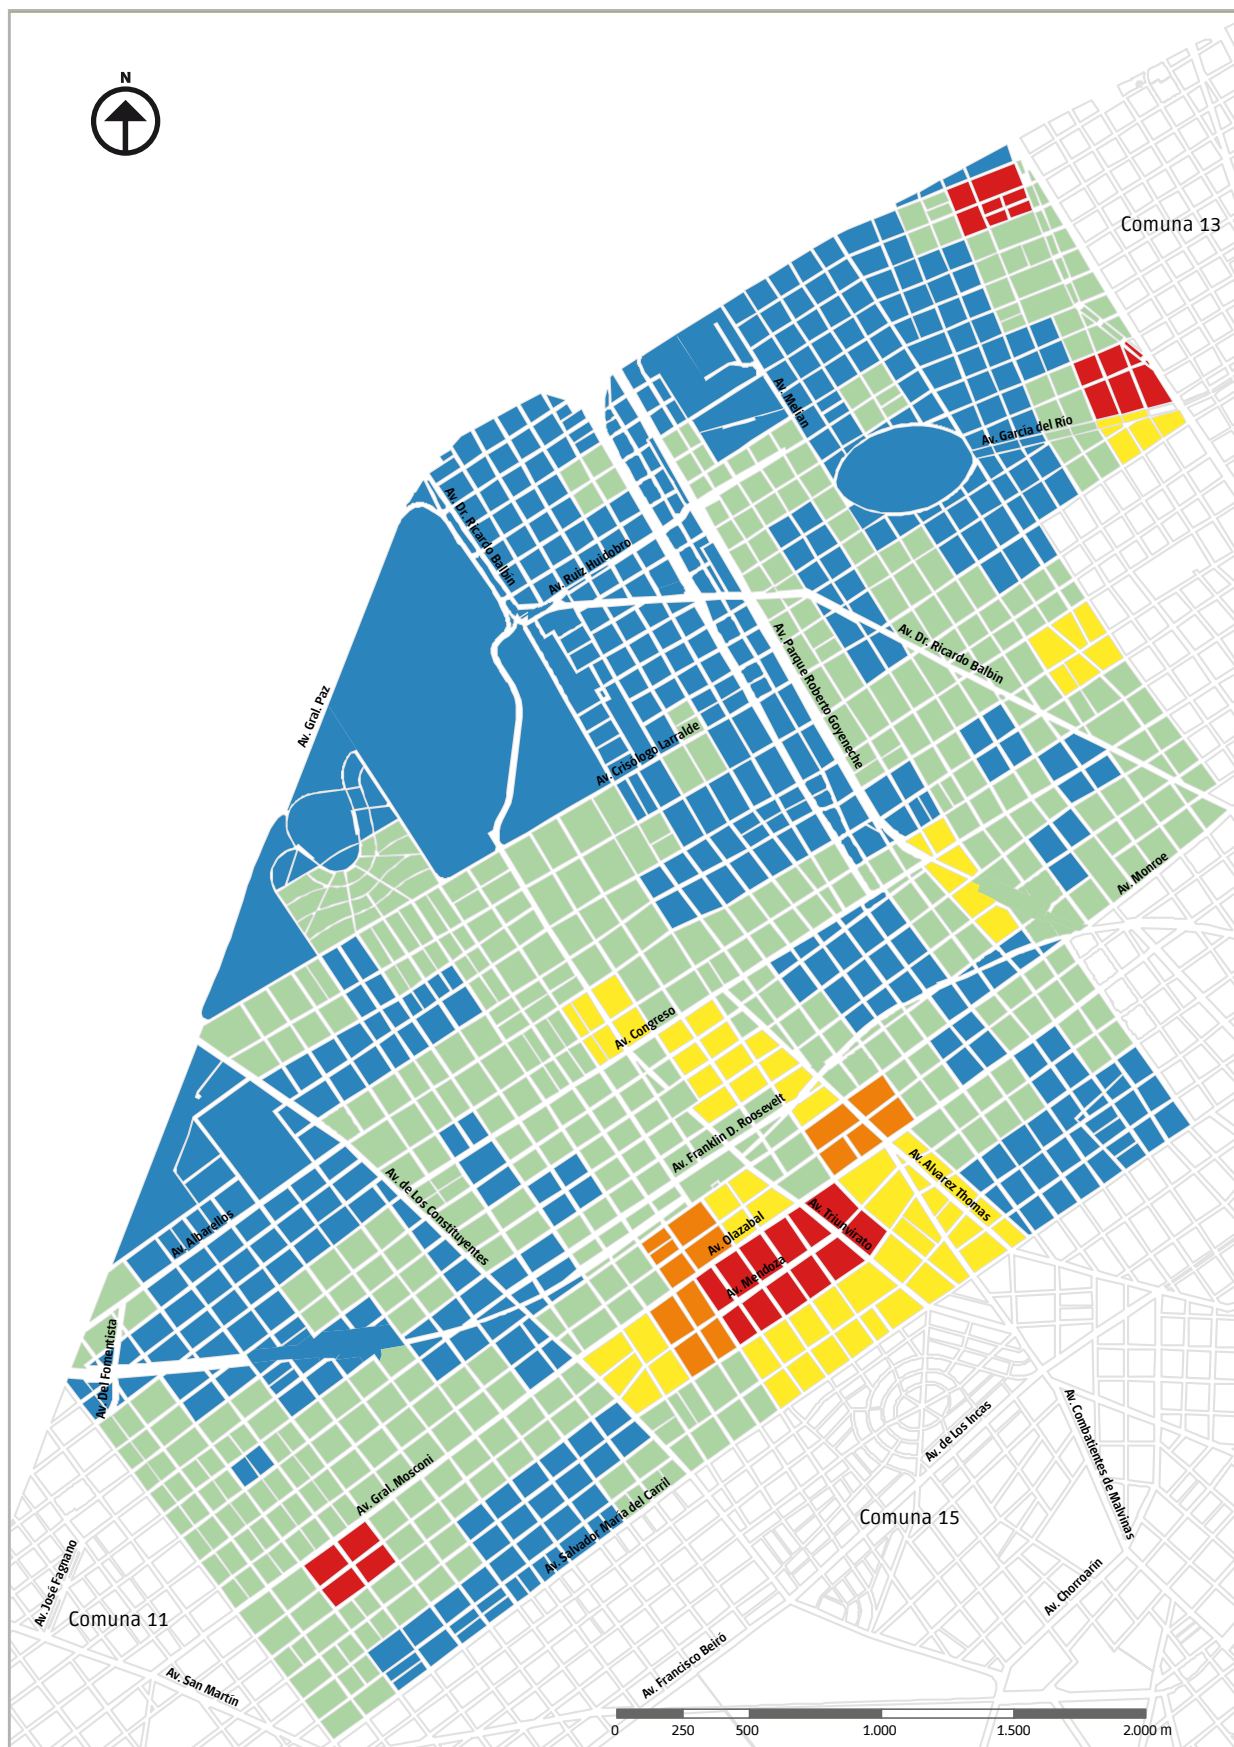 N
Comuna 13
Av. Melian
Av. García del Río
Av. Dr. Ricardo Balbín
Av. Ruiz Huidobro
Av. Parque Roberto Goyeneche
Av. Dr. Ricardo Balbín
Av. Gral. Paz
Av. Crisólogo Larralde
Av. Monroe
Av. Congreso
Av. Franklin D. Roosevelt
Av. de Los Constituyentes
Av. Alvarez Thomas
Av. Albarellos
Av. Olazabal
Av. Triunvirato
Av. Mendoza
Av. Del Fomentista
Av. de Los Incas
Av. Combatientes de Malvinas
Av. Gral. Mosconi
Av. Salvador María del Carril
Comuna 15
Av. José Fagnano
Av. Chorroarín
Comuna 11
Av. San Martín
Av. Francisco Beiró
0 250 500 1.000 1.500 2.000 m